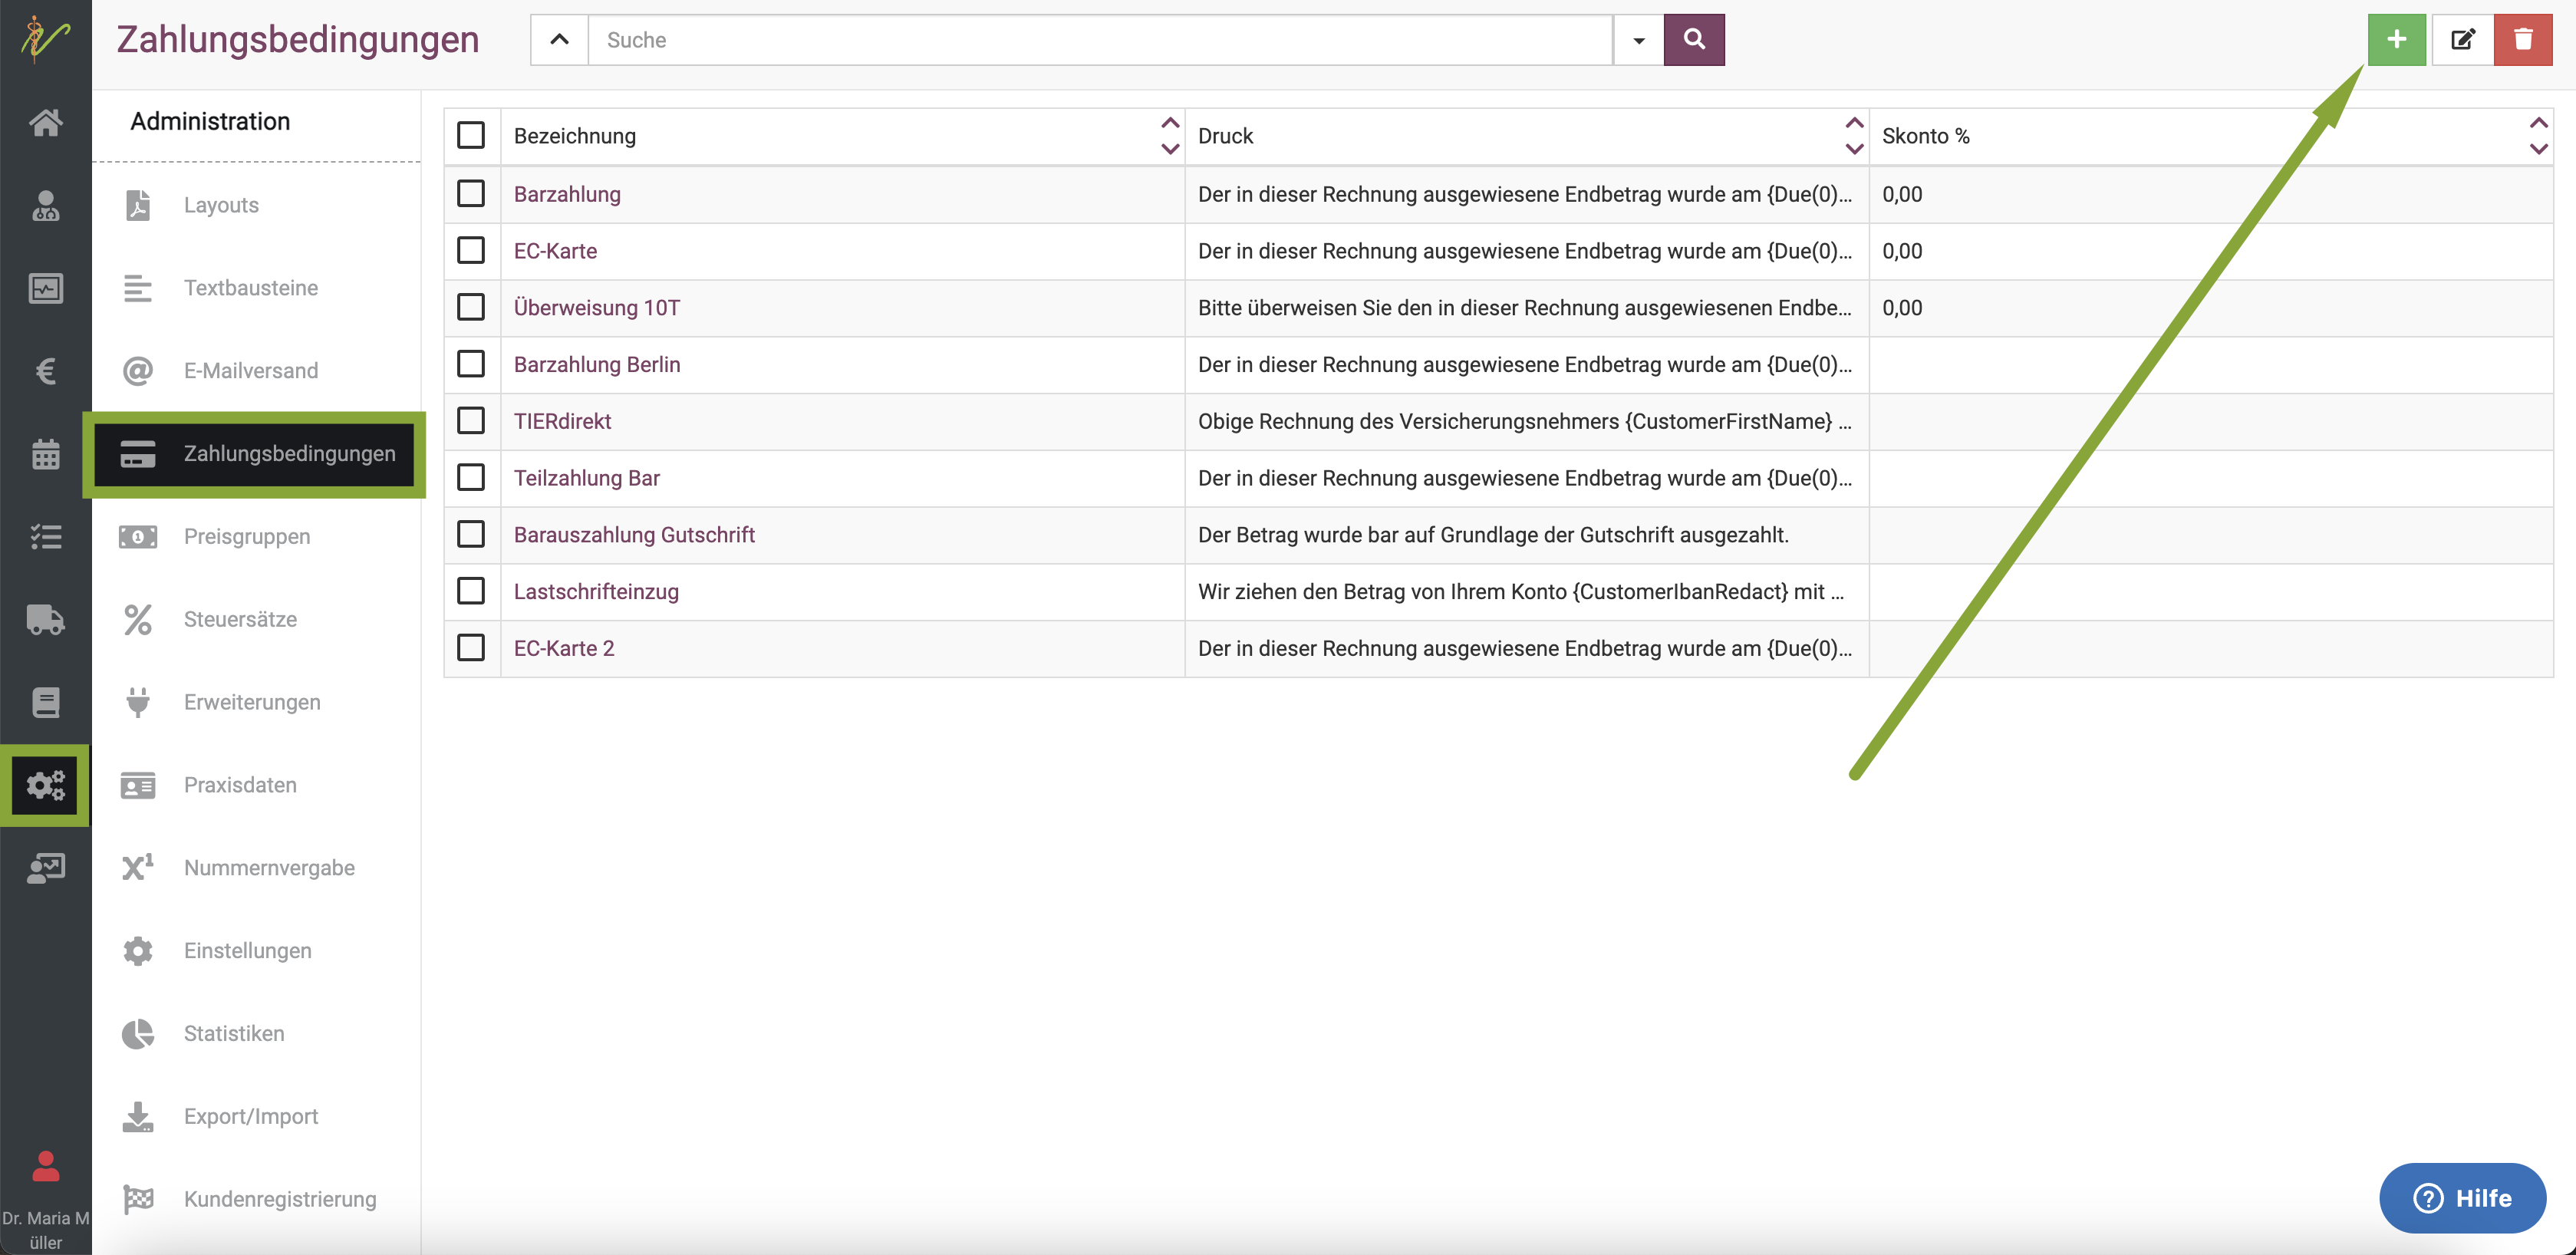 Zahlungsbedingungen
Suche
Administration
Layouts
Textbausteine
E-Mailversand
Zahlungsbedingungen
Preisgruppen
Steuersätze
Erweiterungen
Praxisdaten
Nummernvergabe
Einstellungen
Statistiken
Export/Import
Kundenregistrierung
Dr. Maria M
üller
Bezeichnung Druck Skonto %
Barzahlung Der in dieser Rechnung ausgewiesene Endbetrag wurde am {Due(0)... 0,00
EC-Karte Der in dieser Rechnung ausgewiesene Endbetrag wurde am {Due(0)... 0,00
Überweisung 10T Bitte überweisen Sie den in dieser Rechnung ausgewiesenen Endbe... 0,00
Barzahlung Berlin Der in dieser Rechnung ausgewiesene Endbetrag wurde am {Due(0)...
TIERdirekt Obige Rechnung des Versicherungsnehmers {CustomerFirstName} ...
Teilzahlung Bar Der in dieser Rechnung ausgewiesene Endbetrag wurde am {Due(0)...
Barauszahlung Gutschrift Der Betrag wurde bar auf Grundlage der Gutschrift ausgezahlt.
Lastschrifteinzug Wir ziehen den Betrag von Ihrem Konto {CustomerIbanRedact} mit ...
EC-Karte 2 Der in dieser Rechnung ausgewiesene Endbetrag wurde am {Due(0)...
Hilfe